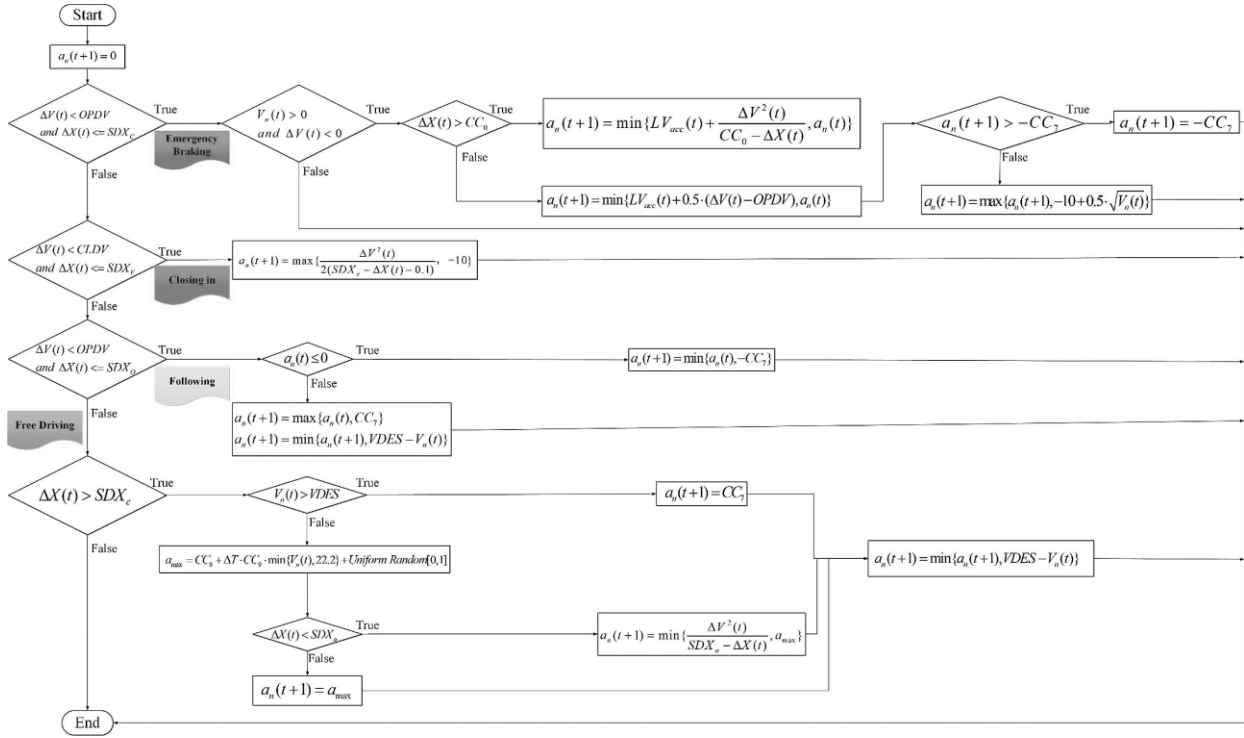 Start
a_n(t+1)=0
ΔV(t)<OPDV
and ΔX(t)<=SDX_C
True
Emergency
Braking
False
V_n(t)>0
and ΔV(t)<0
True
False
ΔX(t)>CC_0
True
False
a_n(t+1)=min{LV_acc(t)+ΔV²(t)/(CC_0−ΔX(t)),a_n(t)}
a_n(t+1)=min{LV_acc(t)+0.5·(ΔV(t)−OPDV),a_n(t)}
a_n(t+1)>−CC_7
True
False
a_n(t+1)=−CC_7
a_n(t+1)=max{a_n(t+1),−10+0.5·√V_n(t)}
ΔV(t)<CLDV
and ΔX(t)<=SDX_V
True
Closing in
False
a_n(t+1)=max{ΔV²(t)/(2(SDX_c−ΔX(t)−0.1)), −10}
ΔV(t)<OPDV
and ΔX(t)<=SDX_O
True
Following
False
a_n(t)≤0
True
False
a_n(t+1)=min{a_n(t),−CC_7}
a_n(t+1)=max{a_n(t),CC_7}
a_n(t+1)=min{a_n(t+1),VDES−V_n(t)}
Free Driving
ΔX(t)>SDX_c
True
False
V_n(t)>VDES
True
False
a_n(t+1)=CC_7
a_max=CC_8+ΔT·CC_9·min{V_n(t),22.2}+Uniform Random[0,1]
ΔX(t)<SDX_o
True
False
a_n(t+1)=min{ΔV²(t)/(SDX_o−ΔX(t)),a_max}
a_n(t+1)=a_max
a_n(t+1)=min{a_n(t+1),VDES−V_n(t)}
End